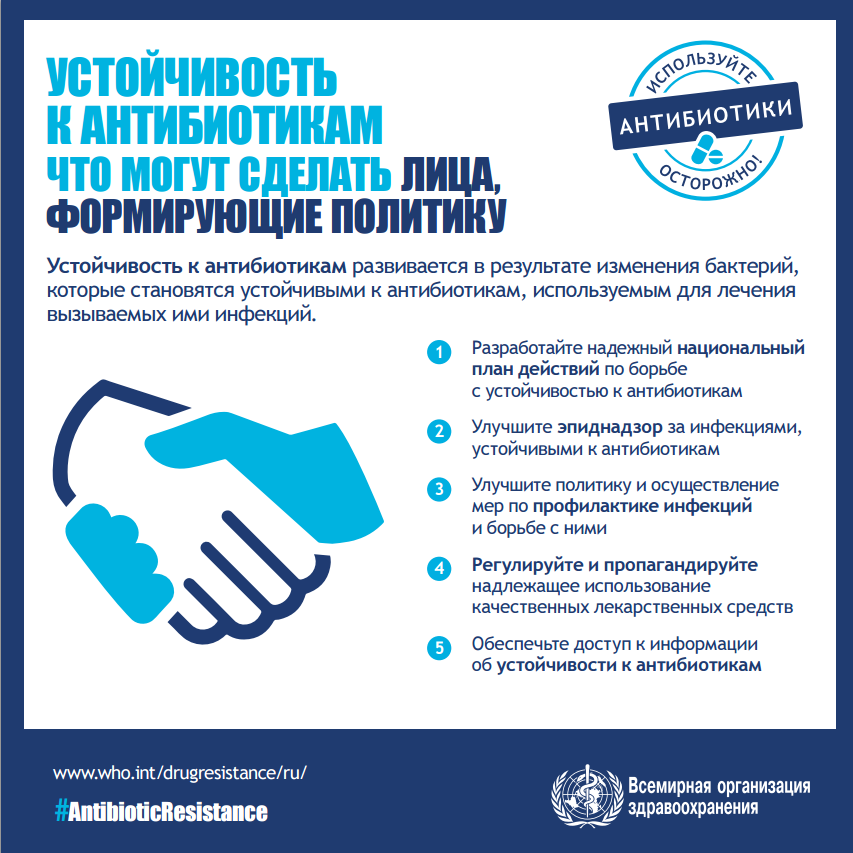 УСТОЙЧИВОСТЬ
К АНТИБИОТИКАМ
ЧТО МОГУТ СДЕЛАТЬ ЛИЦА,
ФОРМИРУЮЩИЕ ПОЛИТИКУ
ИСПОЛЬЗУЙТЕ
АНТИБИОТИКИ
ОСТОРОЖНО!
Устойчивость к антибиотикам развивается в результате изменения бактерий,
которые становятся устойчивыми к антибиотикам, используемым для лечения
вызываемых ими инфекций.
1 Разработайте надежный национальный
план действий по борьбе
с устойчивостью к антибиотикам
2 Улучшите эпиднадзор за инфекциями,
устойчивыми к антибиотикам
3 Улучшите политику и осуществление
мер по профилактике инфекций
и борьбе с ними
4 Регулируйте и пропагандируйте
надлежащее использование
качественных лекарственных средств
5 Обеспечьте доступ к информации
об устойчивости к антибиотикам
www.who.int/drugresistance/ru/
#AntibioticResistance
Всемирная организация
здравоохранения